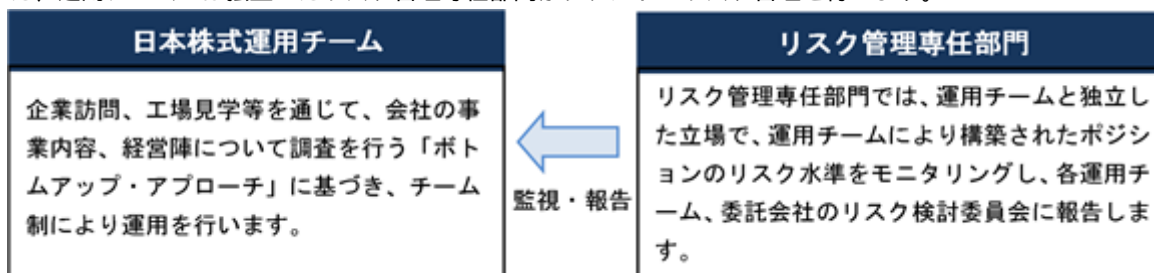 日本株式運用チーム
企業訪問、工場見学等を通じて、会社の事
業内容、経営陣について調査を行う「ボト
ムアップ・アプローチ」に基づき、チーム
制により運用を行います。
監視・報告
リスク管理専任部門
リスク管理専任部門では、運用チームと独立し
た立場で、運用チームにより構築されたポジシ
ョンのリスク水準をモニタリングし、各運用チ
ーム、委託会社のリスク検討委員会に報告しま
す。